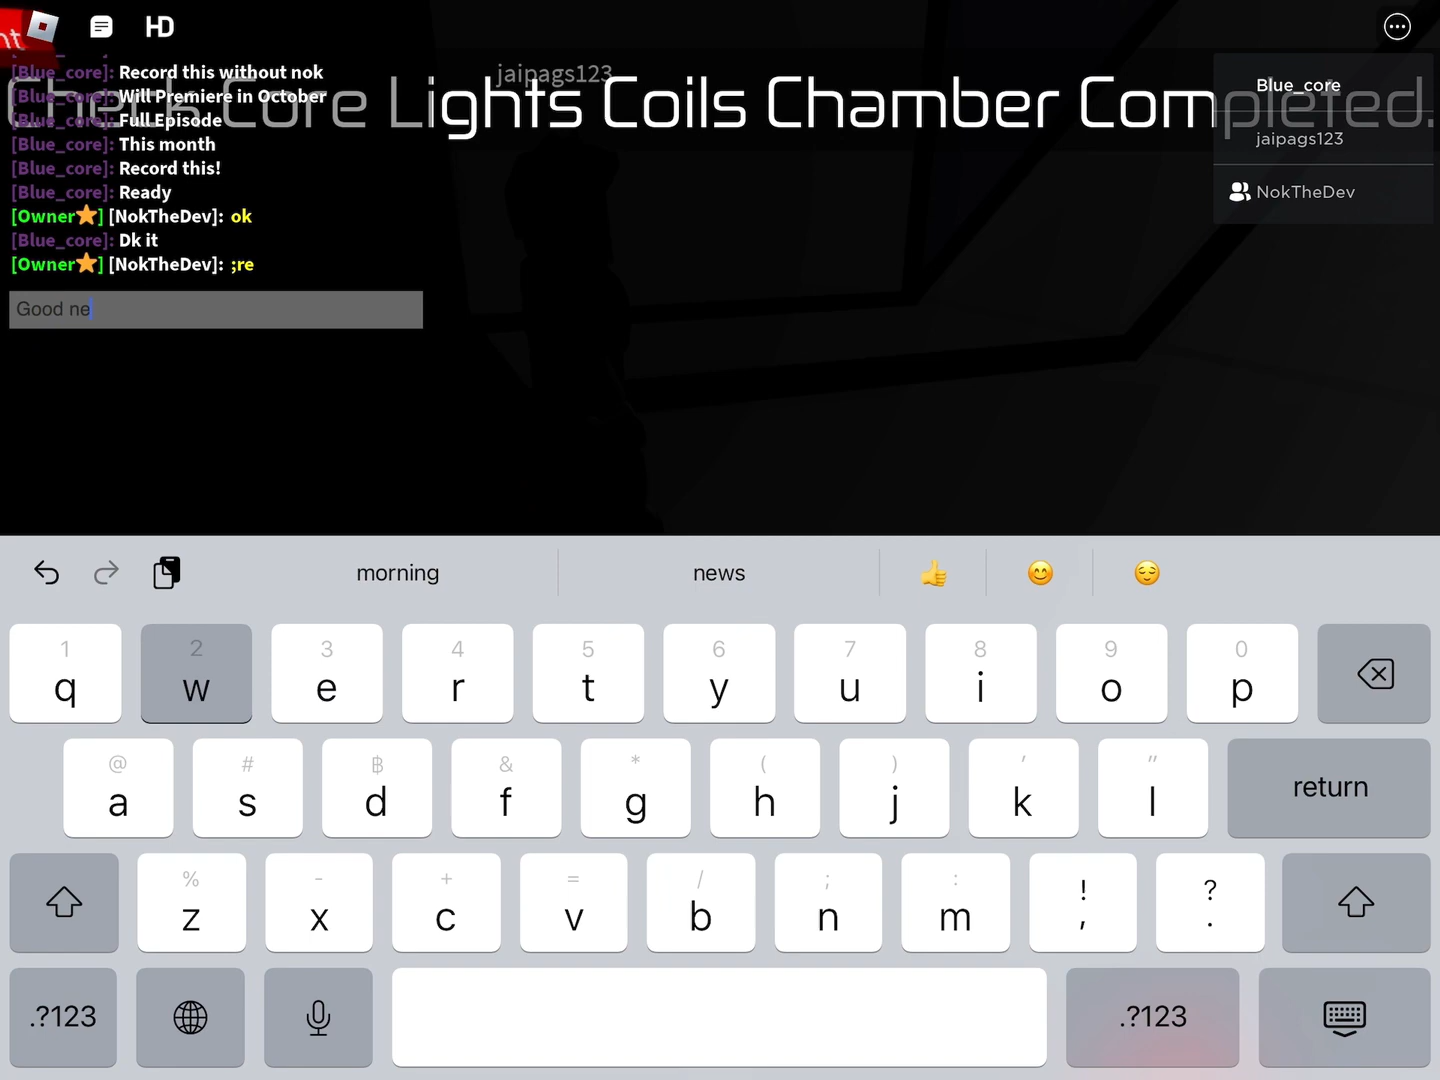 nt
HD
[Blue_core]: Record this without nok
jaipags123
[Blue_core]: Will Premiere in October
Check Core Lights Coils Chamber Completed.
[Blue_core]: Full Episode
[Blue_core]: This month
[Blue_core]: Record this!
[Blue_core]: Ready
[Owner⭐] [NokTheDev]: ok
[Blue_core]: Dk it
[Owner⭐] [NokTheDev]: ;re
Good ne
Blue_core
jaipags123
NokTheDev
morning news 👍 😊 😌
1 2 3 4 5 6 7 8 9 0
q w e r t y u i o p
@ # ฿ & * ( ) ' "
a s d f g h j k l return
% - + = / ; : ! ?
z x c v b n m , .
.?123 .?123